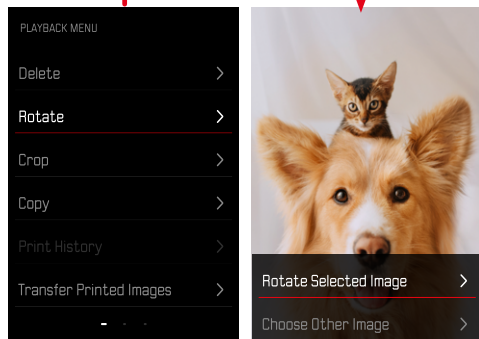 PLAYBACK MENU
Delete
Rotate
Crop
Copy
Print History
Transfer Printed Images
Rotate Selected Image
Choose Other Image